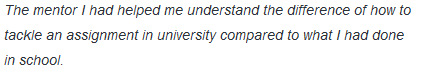 The mentor I had helped me understand the difference of how to
tackle an assignment in university compared to what I had done
in school.